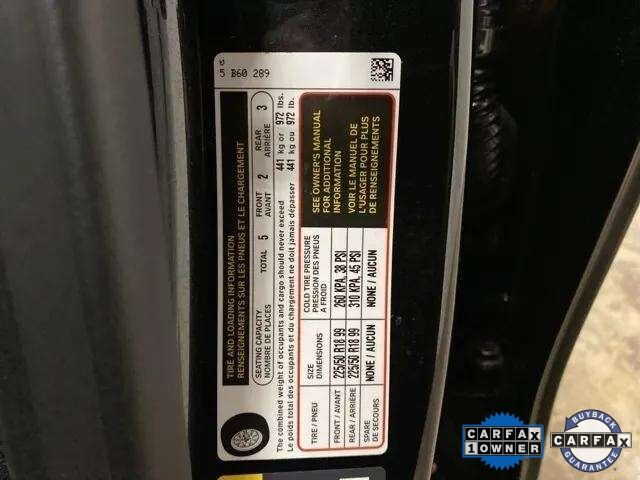 5 B60 289
TIRE AND LOADING INFORMATION
RENSEIGNEMENTS SUR LES PNEUS ET LE CHARGEMENT
SEATING CAPACITY
NOMBRE DE PLACES
TOTAL 5
FRONT
AVANT 2
REAR
ARRIÈRE 3
The combined weight of occupants and cargo should never exceed 441 kg or 972 lbs.
Le poids total des occupants et du chargement ne doit jamais dépasser 441 kg ou 972 lb.
TIRE / PNEU
SIZE
DIMENSIONS
COLD TIRE PRESSURE
PRESSION DES PNEUS
A FROID
FRONT / AVANT 225/50 R18 99 260 KPA, 38 PSI
REAR / ARRIÈRE 225/50 R18 99 310 KPA, 45 PSI
SPARE
DE SECOURS
NONE / AUCUN NONE / AUCUN
SEE OWNER'S MANUAL
FOR ADDITIONAL
INFORMATION
VOIR LE MANUEL DE
L'USAGER POUR PLUS
DE RENSEIGNEMENTS
CARFAX
1 OWNER
BUYBACK
CARFAX
GUARANTEE